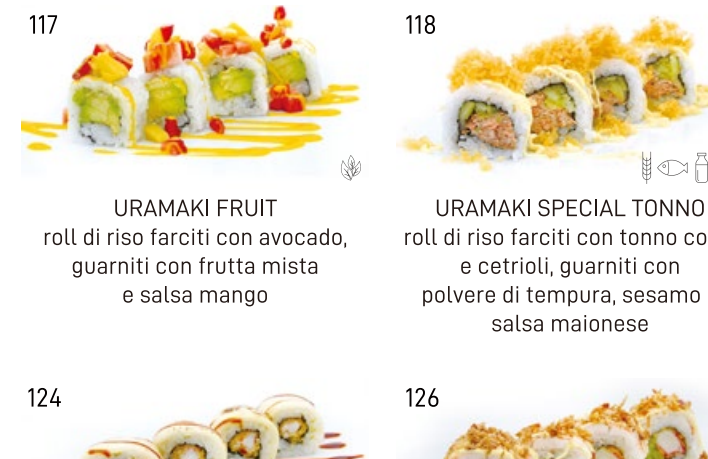 117
118
URAMAKI FRUIT
roll di riso farciti con avocado,
guarniti con frutta mista
e salsa mango
URAMAKI SPECIAL TONNO
roll di riso farciti con tonno co
e cetrioli, guarniti con
polvere di tempura, sesamo
salsa maionese
124
126